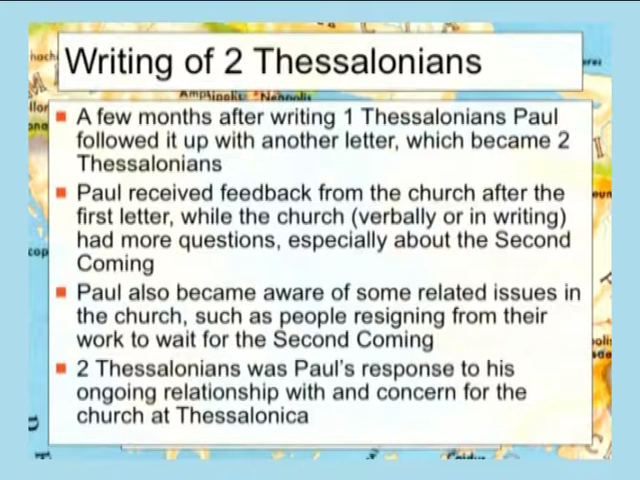 Writing of 2 Thessalonians
Amphipolis Neapolis
■ A few months after writing 1 Thessalonians Paul
followed it up with another letter, which became 2
Thessalonians
■ Paul received feedback from the church after the
first letter, while the church (verbally or in writing)
had more questions, especially about the Second
Coming
■ Paul also became aware of some related issues in
the church, such as people resigning from their
work to wait for the Second Coming
■ 2 Thessalonians was Paul's response to his
ongoing relationship with and concern for the
church at Thessalonica